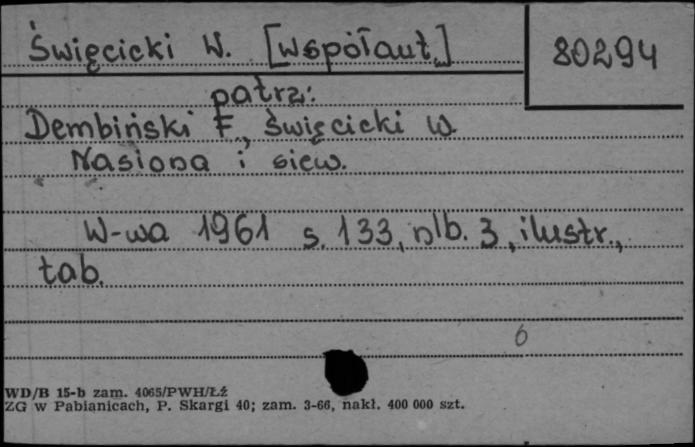 Święcicki W. [współaut.] 80294
patrz:
Dembiński F., Święcicki W.
Nasiona i siew.
W-wa 1961 s. 133, nlb. 3, ilustr.,
tab.
6
WD/B 15-b zam. 4065/PWH/Łź
ZG w Pabianicach, P. Skargi 40; zam. 3-66, nakł. 400 000 szt.